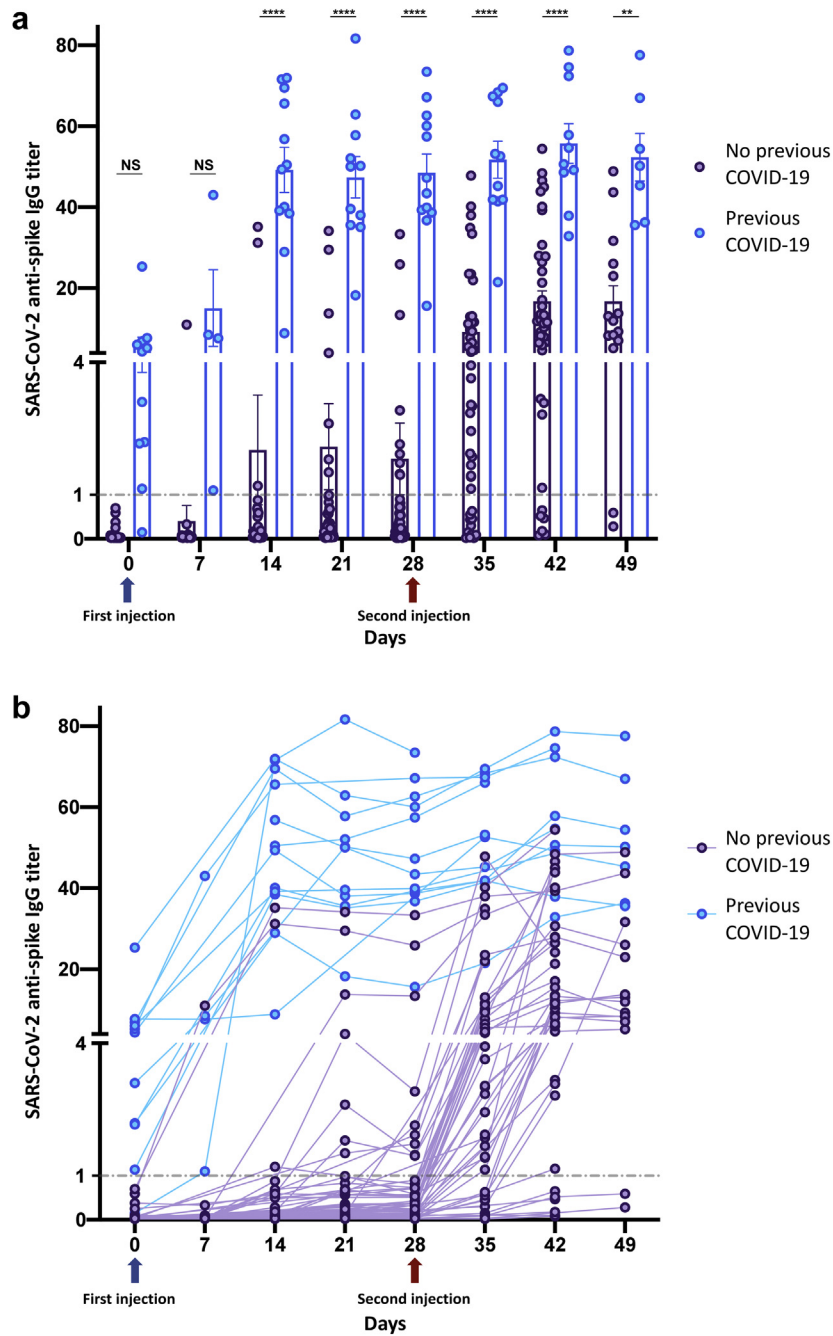 a
**** **** **** **** **** **
NS NS
80
60
40
20
4
1
0
SARS-CoV-2 anti-spike IgG titer
0 7 14 21 28 35 42 49
First injection
Second injection
Days
No previous
COVID-19
Previous
COVID-19
b
80
60
40
20
4
1
0
SARS-CoV-2 anti-spike IgG titer
0 7 14 21 28 35 42 49
First injection
Second injection
Days
No previous
COVID-19
Previous
COVID-19